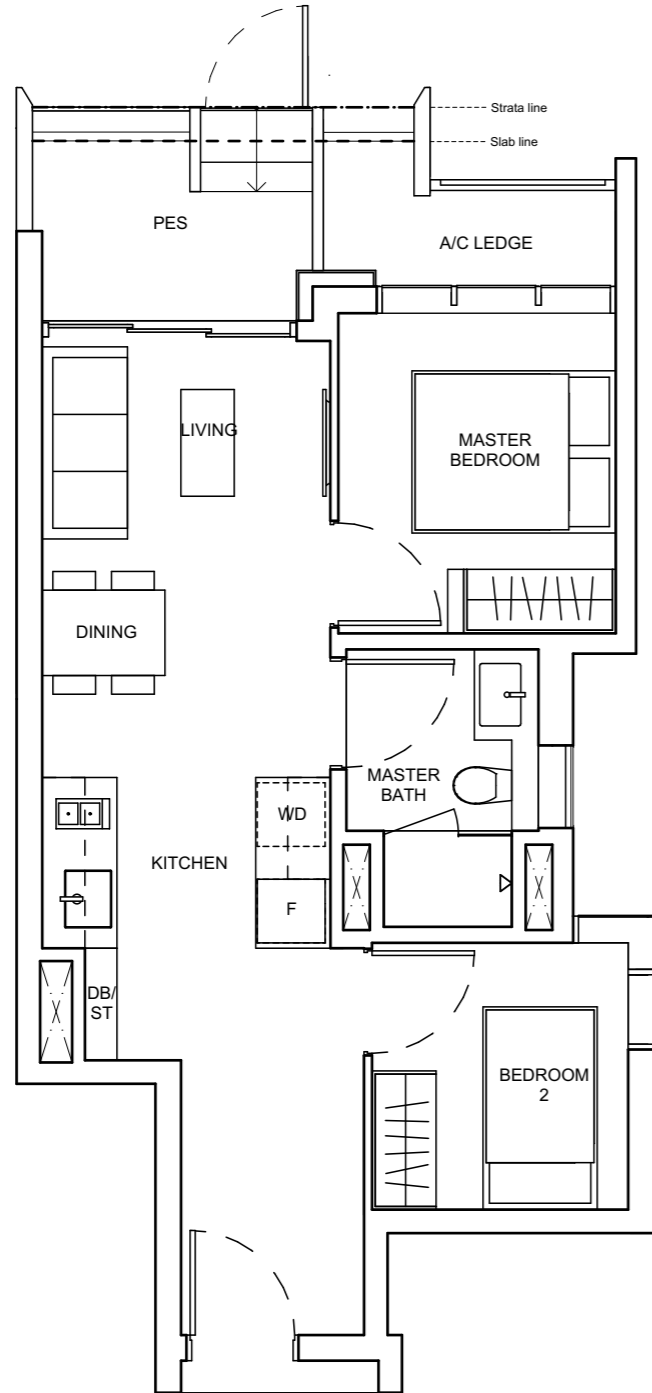 Strata line
Slab line
PES
A/C LEDGE
LIVING
MASTER
BEDROOM
DINING
MASTER
BATH
WD
KITCHEN
F
DB/
ST
BEDROOM
2